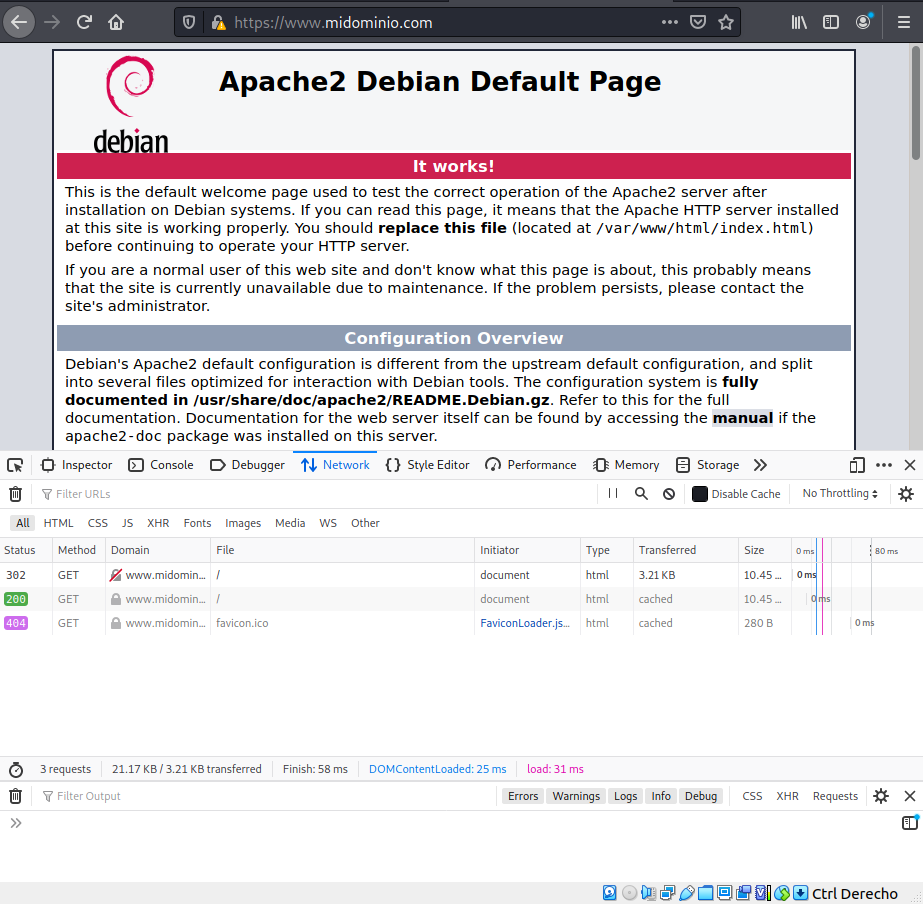 https://www.midominio.com
debian
Apache2 Debian Default Page
It works!
This is the default welcome page used to test the correct operation of the Apache2 server after
installation on Debian systems. If you can read this page, it means that the Apache HTTP server installed
at this site is working properly. You should replace this file (located at /var/www/html/index.html)
before continuing to operate your HTTP server.
If you are a normal user of this web site and don't know what this page is about, this probably means
that the site is currently unavailable due to maintenance. If the problem persists, please contact the
site's administrator.
Configuration Overview
Debian's Apache2 default configuration is different from the upstream default configuration, and split
into several files optimized for interaction with Debian tools. The configuration system is fully
documented in /usr/share/doc/apache2/README.Debian.gz. Refer to this for the full
documentation. Documentation for the web server itself can be found by accessing the manual if the
apache2-doc package was installed on this server.
Inspector Console Debugger Network Style Editor Performance Memory Storage
Filter URLs Disable Cache No Throttling
All HTML CSS JS XHR Fonts Images Media WS Other
Status Method Domain File Initiator Type Transferred Size 0 ms 80 ms
302 GET www.midomin... / document html 3.21 KB 10.45 ... 0 ms
200 GET www.midomin... / document html cached 10.45 ... 0 ms
404 GET www.midomin... favicon.ico FaviconLoader.js... html cached 280 B 0 ms
3 requests 21.17 KB / 3.21 KB transferred Finish: 58 ms DOMContentLoaded: 25 ms load: 31 ms
Filter Output Errors Warnings Logs Info Debug CSS XHR Requests
Ctrl Derecho